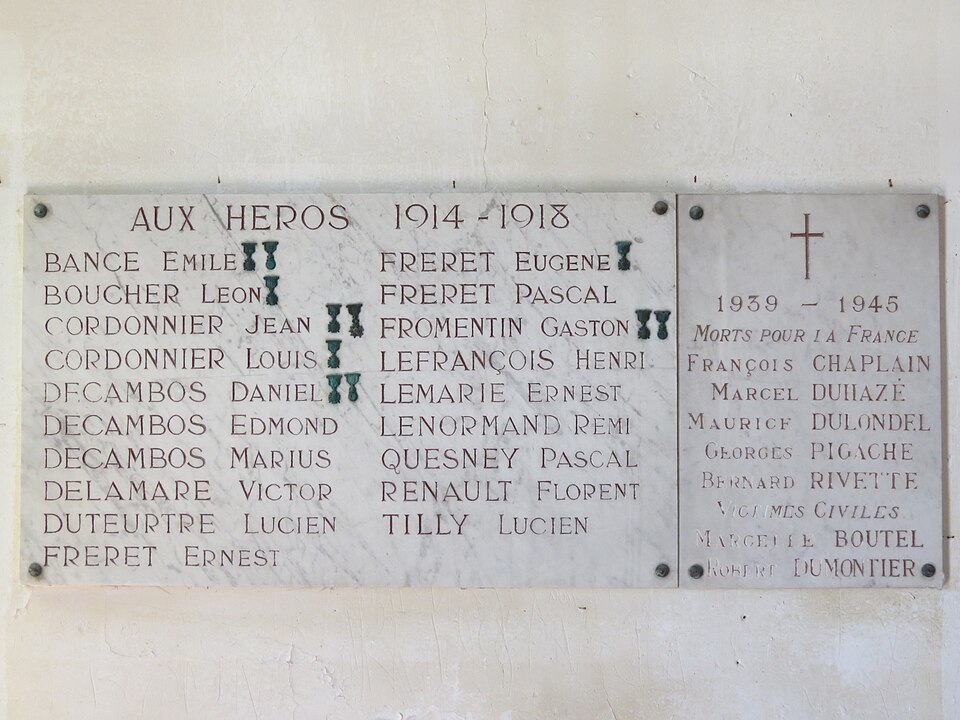 AUX HEROS 1914 - 1918
BANCE EMILE
BOUCHER LEON
CORDONNIER JEAN
CORDONNIER LOUIS
DECAMBOS DANIEL
DECAMBOS EDMOND
DECAMBOS MARIUS
DELAMARE VICTOR
DUTEURTRE LUCIEN
FRERET ERNEST
FRERET EUGENE
FRERET PASCAL
FROMENTIN GASTON
LEFRANÇOIS HENRI
LEMARIE ERNEST
LENORMAND RÉMI
QUESNEY PASCAL
RENAULT FLORENT
TILLY LUCIEN
1939 - 1945
MORTS POUR LA FRANCE
FRANÇOIS CHAPLAIN
MARCEL DUHAZÉ
MAURICE DULONDEL
GEORGES PIGACHE
BERNARD RIVETTE
VICTIMES CIVILES
MARCELLE BOUTEL
ROBERT DUMONTIER